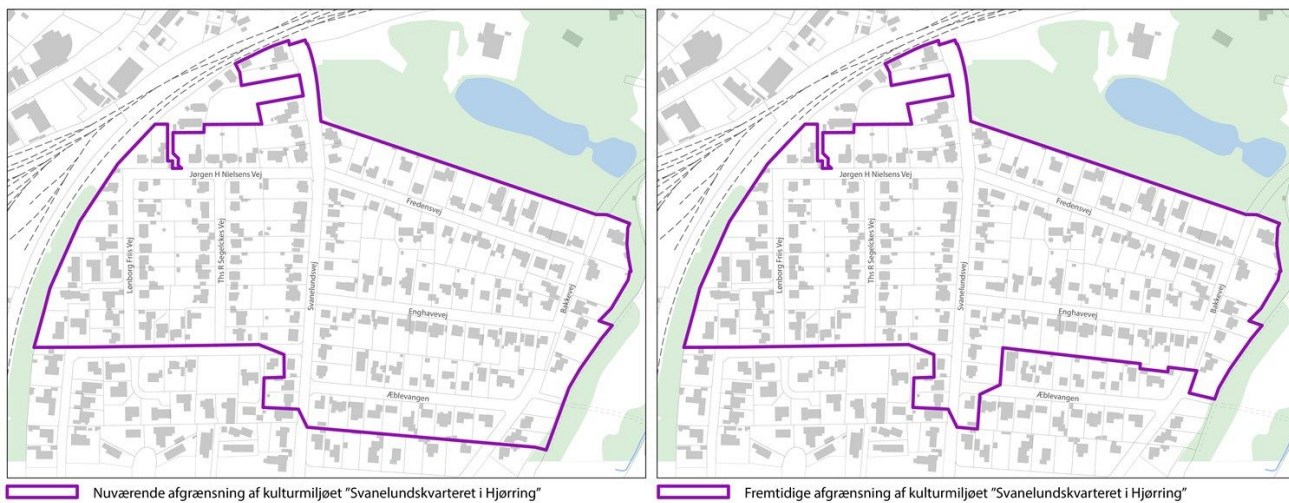 Jørgen H Nielsens Vej
Fredensvej
Lønborg Friis Vej
Ths R Segelckes Vej
Svanelundsvej
Bakkevej
Enghavevej
Æblevangen
Nuværende afgrænsning af kulturmiljøet "Svanelundskvarteret i Hjørring"
Jørgen H Nielsens Vej
Fredensvej
Lønborg Friis Vej
Ths R Segelckes Vej
Svanelundsvej
Bakkevej
Enghavevej
Æblevangen
Fremtidige afgrænsning af kulturmiljøet "Svanelundskvarteret i Hjørring"